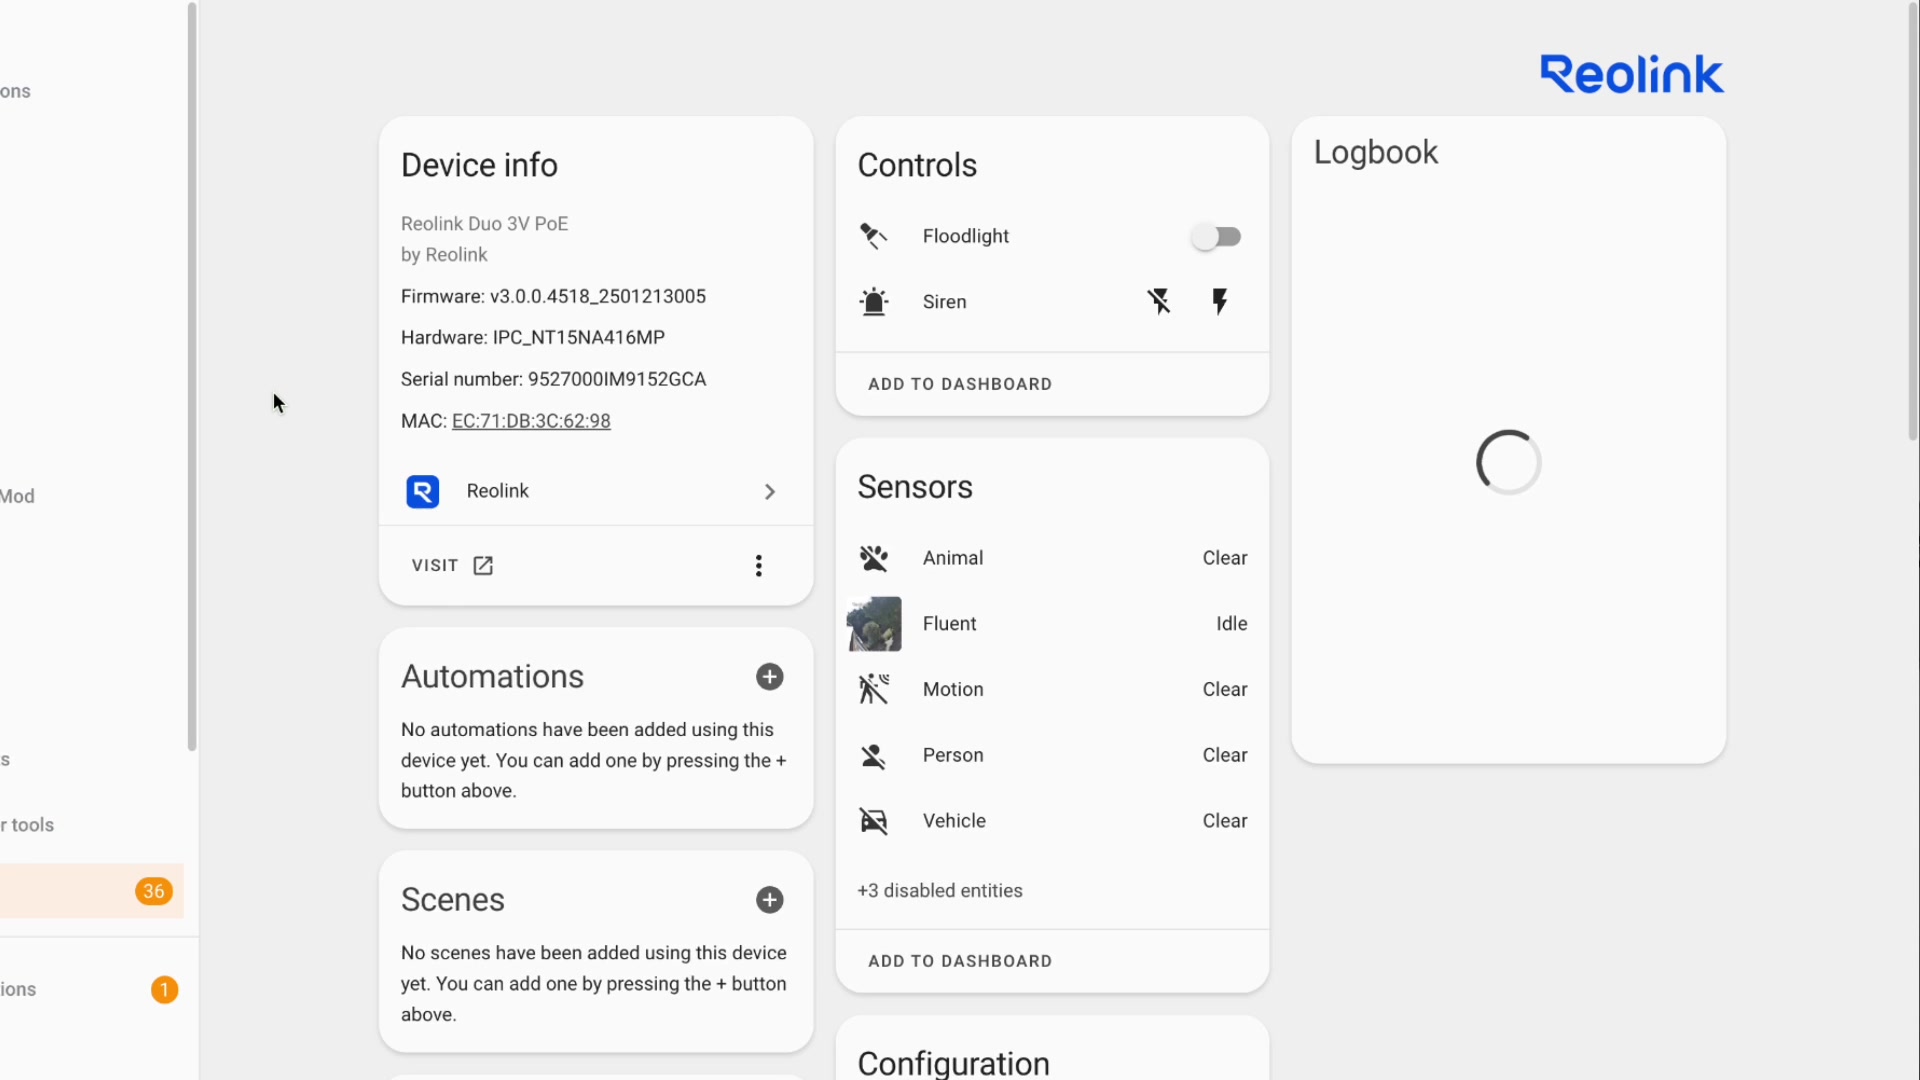 ons
Mod
s
r tools
36
ions
1
Reolink
Device info
Reolink Duo 3V PoE
by Reolink
Firmware: v3.0.0.4518_2501213005
Hardware: IPC_NT15NA416MP
Serial number: 9527000IM9152GCA
MAC: EC:71:DB:3C:62:98
Reolink
VISIT
Automations
No automations have been added using this
device yet. You can add one by pressing the +
button above.
Scenes
No scenes have been added using this device
yet. You can add one by pressing the + button
above.
Controls
Floodlight
Siren
ADD TO DASHBOARD
Sensors
Animal Clear
Fluent Idle
Motion Clear
Person Clear
Vehicle Clear
+3 disabled entities
ADD TO DASHBOARD
Configuration
Logbook